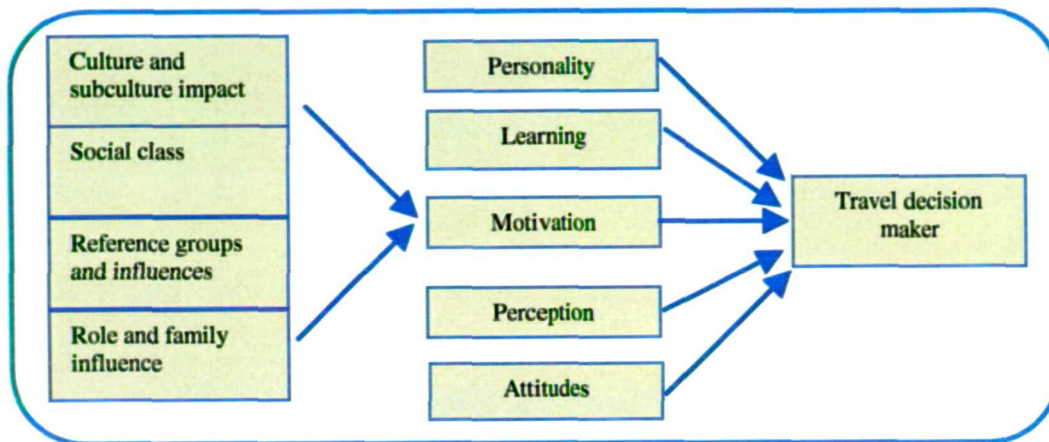 Culture and
subculture impact
Social class
Reference groups
and influences
Role and family
influence
Personality
Learning
Motivation
Perception
Attitudes
Travel decision
maker